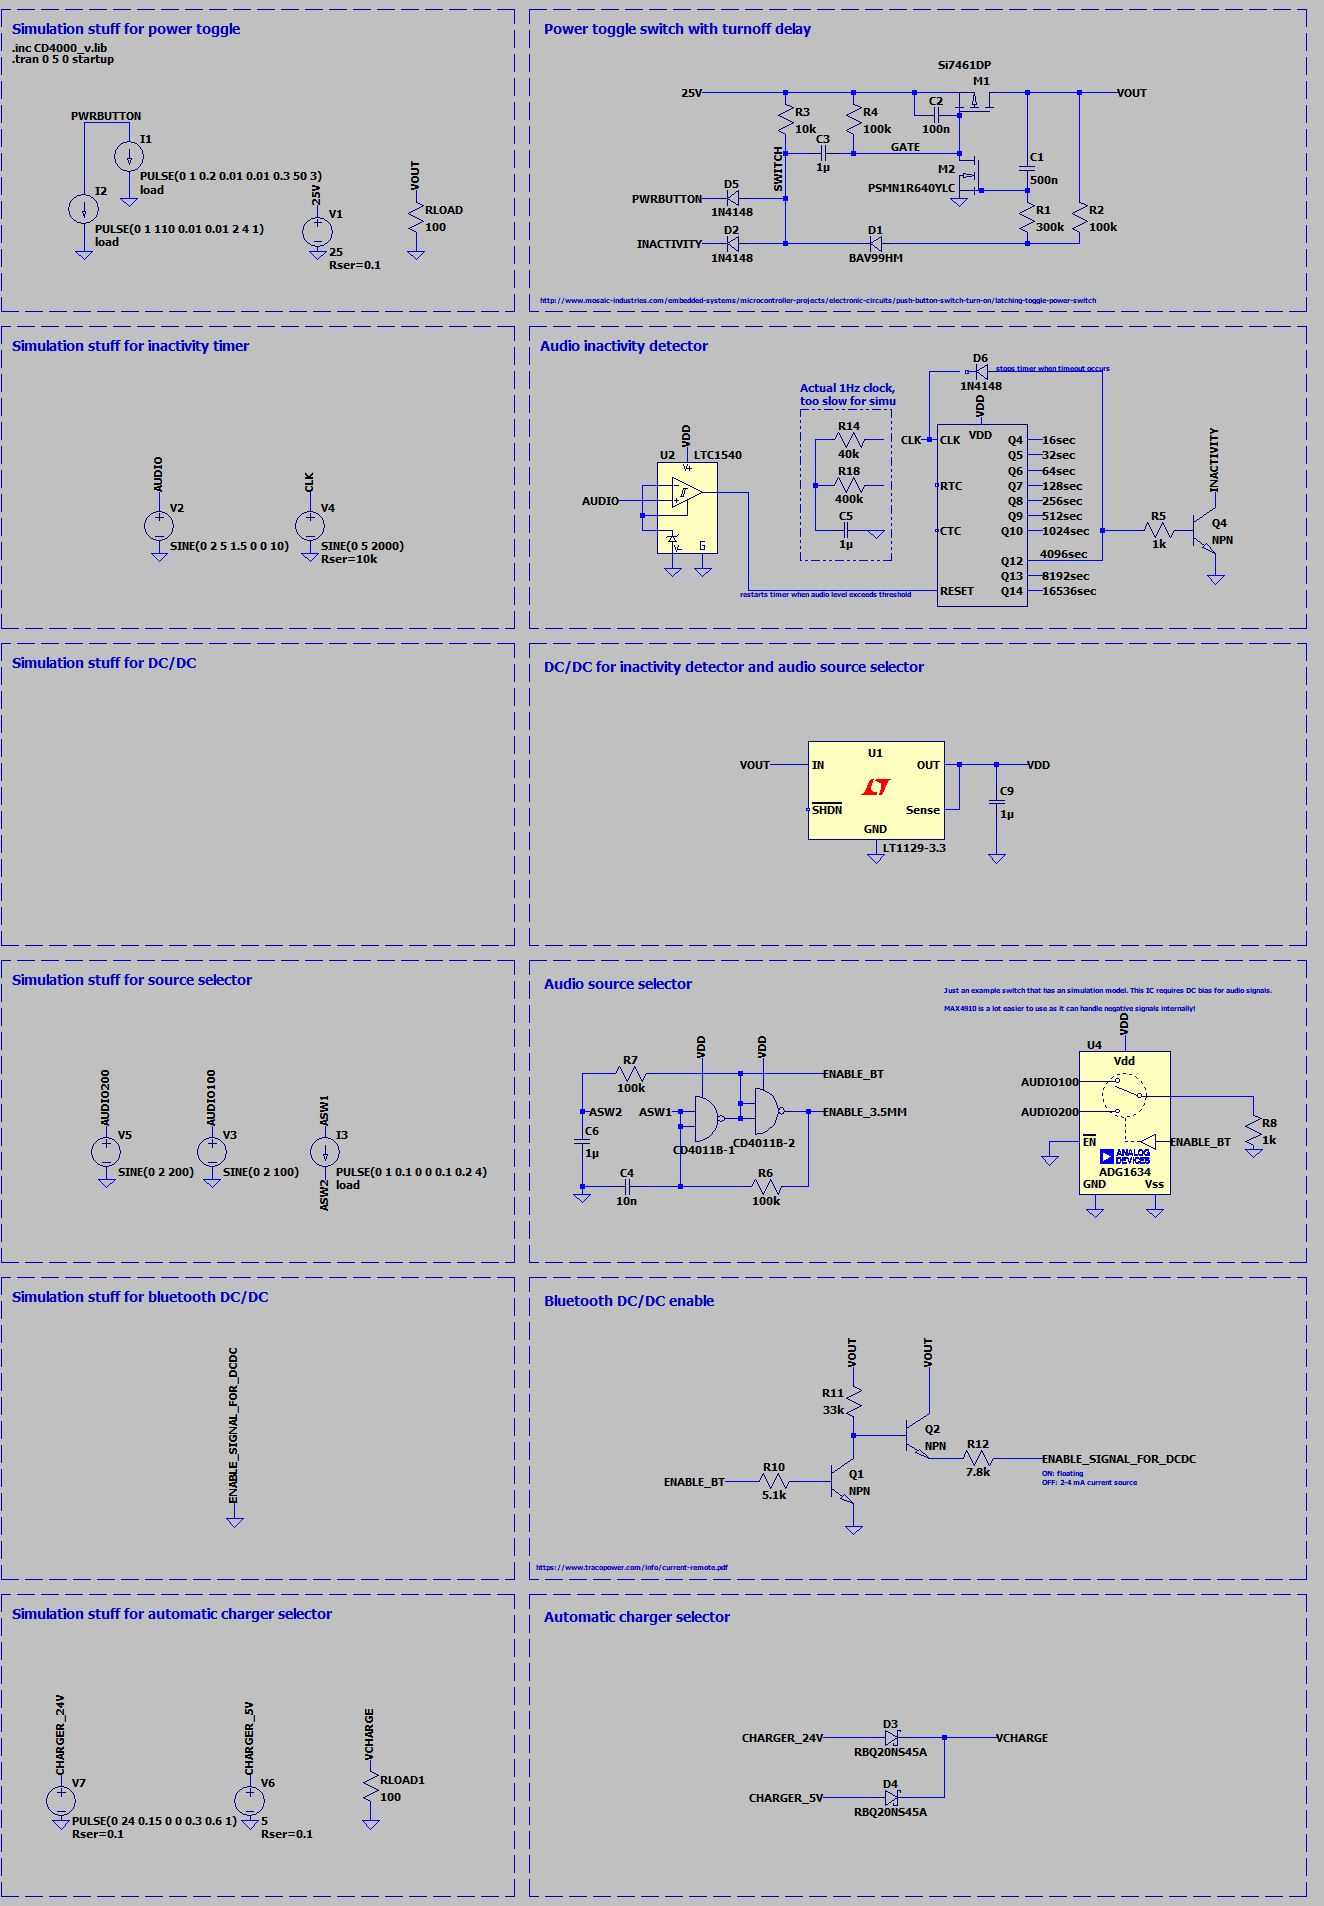 Simulation stuff for power toggle
.inc CD4000_v.lib
.tran 0 5 0 startup
PWRBUTTON
I1
PULSE(0 1 0.2 0.01 0.01 0.3 50 3)
load
I2
PULSE(0 1 110 0.01 0.01 2 4 1)
load
25V
V1
25
Rser=0.1
VOUT
RLOAD
100
Power toggle switch with turnoff delay
Si7461DP
M1
25V
VOUT
R3
10k
R4
100k
C2
100n
C3
1µ
GATE
SWITCH
M2
PSMN1R640YLC
C1
500n
D5
PWRBUTTON
1N4148
R1
300k
R2
100k
D2
INACTIVITY
1N4148
D1
BAV99HM
http://www.mosaic-industries.com/embedded-systems/microcontroller-projects/electronic-circuits/push-button-switch-turn-on/latching-toggle-power-switch
Simulation stuff for inactivity timer
AUDIO
V2
SINE(0 2 5 1.5 0 0 10)
CLK
V4
SINE(0 5 2000)
Rser=10k
Audio inactivity detector
D6
stops timer when timeout occurs
1N4148
Actual 1Hz clock,
too slow for simu
R14
40k
R18
400k
C5
1µ
VDD
U2
LTC1540
V+
AUDIO
V-
G
restarts timer when audio level exceeds threshold
VDD
VDD
CLK
CLK
RTC
CTC
RESET
Q4
16sec
Q5
32sec
Q6
64sec
Q7
128sec
Q8
256sec
Q9
512sec
Q10
1024sec
Q12
4096sec
Q13
8192sec
Q14
16536sec
R5
1k
INACTIVITY
Q4
NPN
Simulation stuff for DC/DC
DC/DC for inactivity detector and audio source selector
U1
VOUT
IN
OUT
VDD
SHDN
Sense
GND
LT1129-3.3
C9
1µ
Simulation stuff for source selector
AUDIO200
V5
SINE(0 2 200)
AUDIO100
V3
SINE(0 2 100)
ASW1
I3
PULSE(0 1 0.1 0 0 0.1 0.2 4)
load
ASW2
Audio source selector
Just an example switch that has an simulation model. This IC requires DC bias for audio signals.
MAX4910 is a lot easier to use as it can handle negative signals internally!
R7
100k
VDD
VDD
ENABLE_BT
ASW2
ASW1
ENABLE_3.5MM
C6
1µ
CD4011B-1
CD4011B-2
C4
10n
R6
100k
VDD
U4
Vdd
AUDIO100
AUDIO200
EN
ENABLE_BT
ANALOG
DEVICES
ADG1634
GND
Vss
R8
1k
Simulation stuff for bluetooth DC/DC
ENABLE_SIGNAL_FOR_DCDC
Bluetooth DC/DC enable
VOUT
VOUT
R11
33k
Q2
NPN
R12
7.8k
ENABLE_SIGNAL_FOR_DCDC
ON: floating
OFF: 2-4 mA current source
ENABLE_BT
R10
5.1k
Q1
NPN
https://www.tracopower.com/info/current-remote.pdf
Simulation stuff for automatic charger selector
CHARGER_24V
V7
PULSE(0 24 0.15 0 0 0.3 0.6 1)
Rser=0.1
CHARGER_5V
V6
5
Rser=0.1
VCHARGE
RLOAD1
100
Automatic charger selector
D3
CHARGER_24V
VCHARGE
RBQ20NS45A
D4
CHARGER_5V
RBQ20NS45A